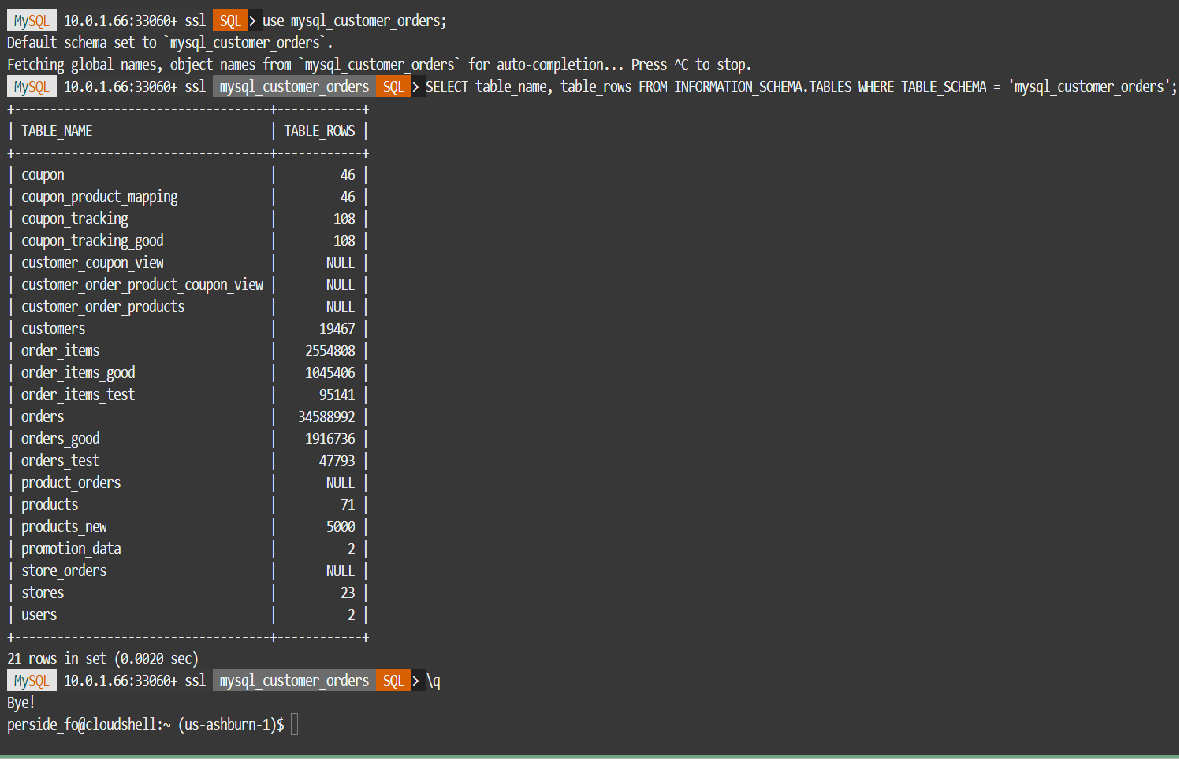 MySQL 10.0.1.66:33060+ ssl SQL > use mysql_customer_orders;
Default schema set to `mysql_customer_orders`.
Fetching global names, object names from `mysql_customer_orders` for auto-completion... Press ^C to stop.
MySQL 10.0.1.66:33060+ ssl mysql_customer_orders SQL > SELECT table_name, table_rows FROM INFORMATION_SCHEMA.TABLES WHERE TABLE_SCHEMA = 'mysql_customer_orders';
+------------------------------------+------------+
| TABLE_NAME                         | TABLE_ROWS |
+------------------------------------+------------+
| coupon                             |         46 |
| coupon_product_mapping             |         46 |
| coupon_tracking                    |        108 |
| coupon_tracking_good               |        108 |
| customer_coupon_view               |       NULL |
| customer_order_product_coupon_view |       NULL |
| customer_order_products            |       NULL |
| customers                          |      19467 |
| order_items                        |    2554808 |
| order_items_good                   |    1045406 |
| order_items_test                   |      95141 |
| orders                             |   34588992 |
| orders_good                        |    1916736 |
| orders_test                        |      47793 |
| product_orders                     |       NULL |
| products                           |         71 |
| products_new                       |       5000 |
| promotion_data                     |          2 |
| store_orders                       |       NULL |
| stores                             |         23 |
| users                              |          2 |
+------------------------------------+------------+
21 rows in set (0.0020 sec)
MySQL 10.0.1.66:33060+ ssl mysql_customer_orders SQL > \q
Bye!
perside_fo@cloudshell:~ (us-ashburn-1)$